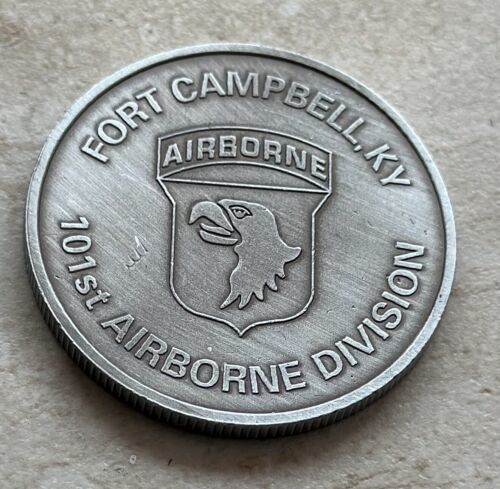 FORT CAMPBELL, KY
AIRBORNE
101st AIRBORNE DIVISION